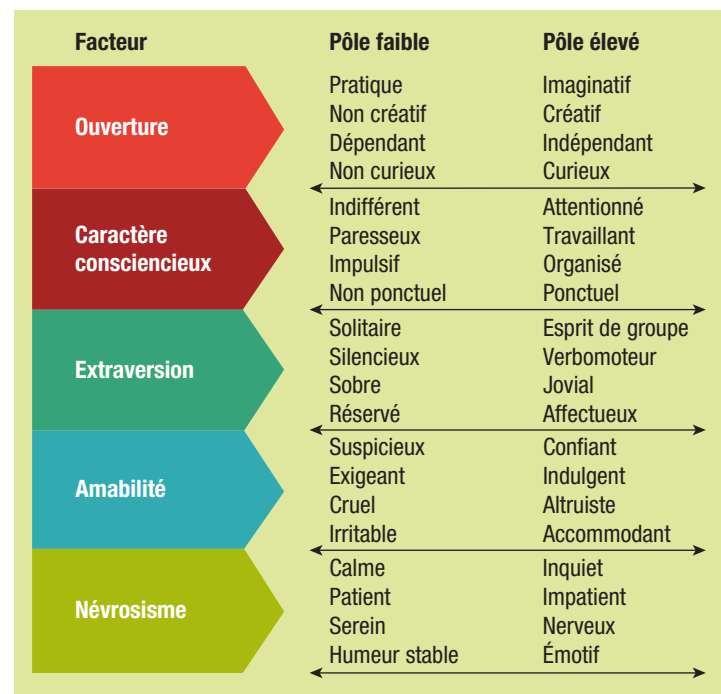 Facteur Pôle faible Pôle élevé
Ouverture
Pratique Imaginatif
Non créatif Créatif
Dépendant Indépendant
Non curieux Curieux
Caractère
consciencieux
Indifférent Attentionné
Paresseux Travaillant
Impulsif Organisé
Non ponctuel Ponctuel
Extraversion
Solitaire Esprit de groupe
Silencieux Verbomoteur
Sobre Jovial
Réservé Affectueux
Amabilité
Suspicieux Confiant
Exigeant Indulgent
Cruel Altruiste
Irritable Accommodant
Névrosisme
Calme Inquiet
Patient Impatient
Serein Nerveux
Humeur stable Émotif